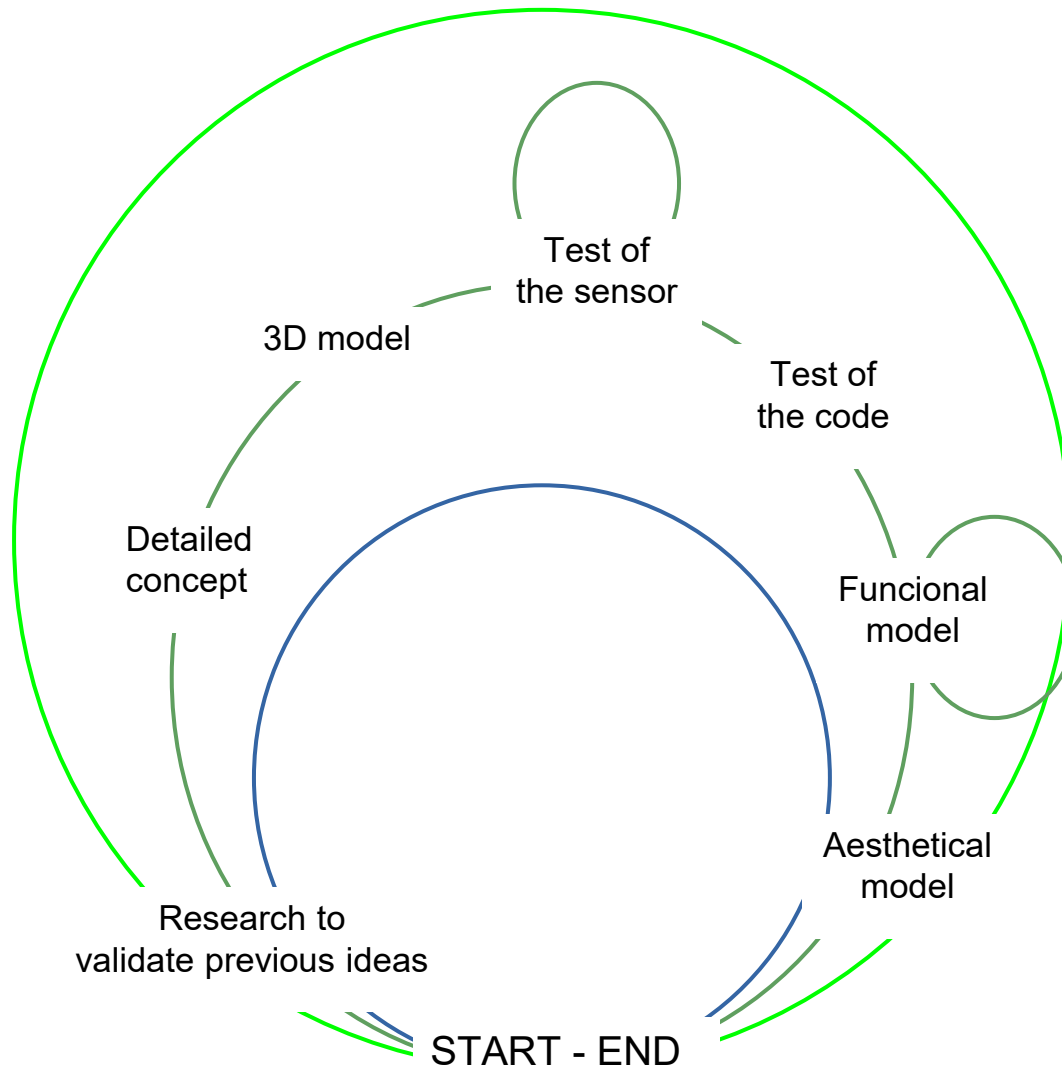 Test of
the sensor
3D model
Test of
the code
Detailed
concept
Funcional
model
Aesthetical
model
Research to
validate previous ideas
START - END